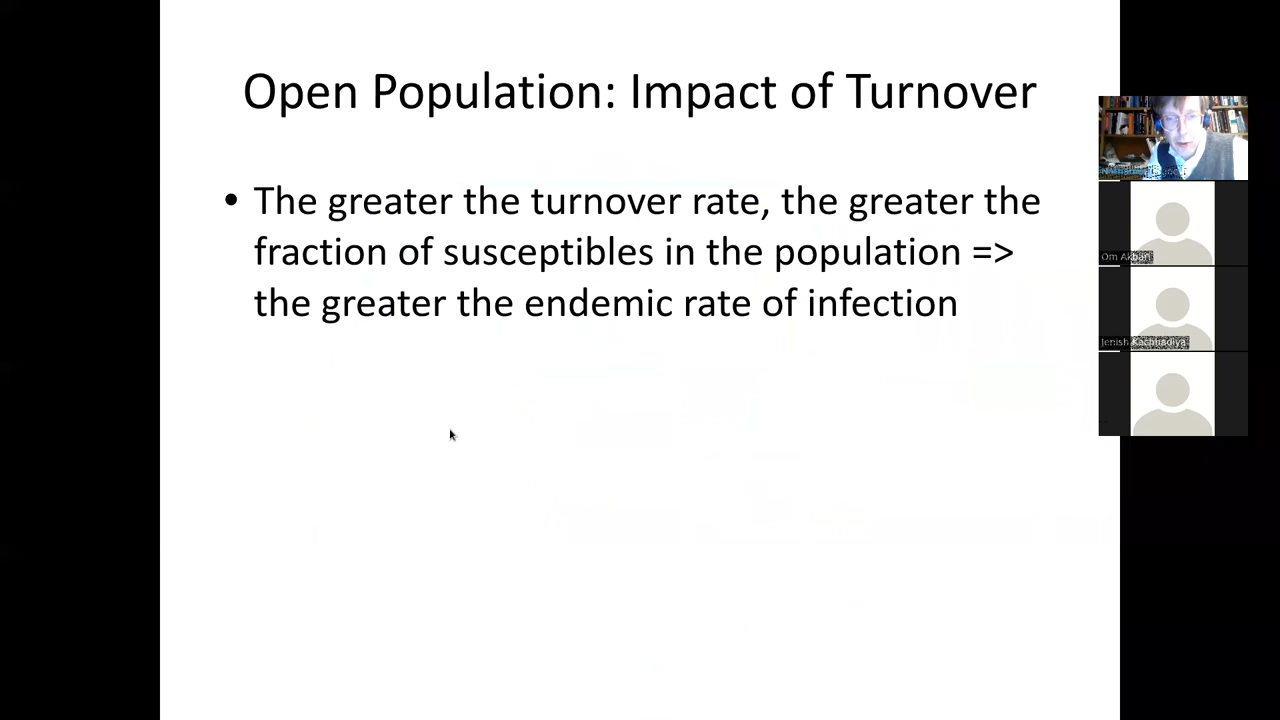 Open Population: Impact of Turnover
• The greater the turnover rate, the greater the
fraction of susceptibles in the population =>
the greater the endemic rate of infection
Om Akbari
Jenish Kachhadiya